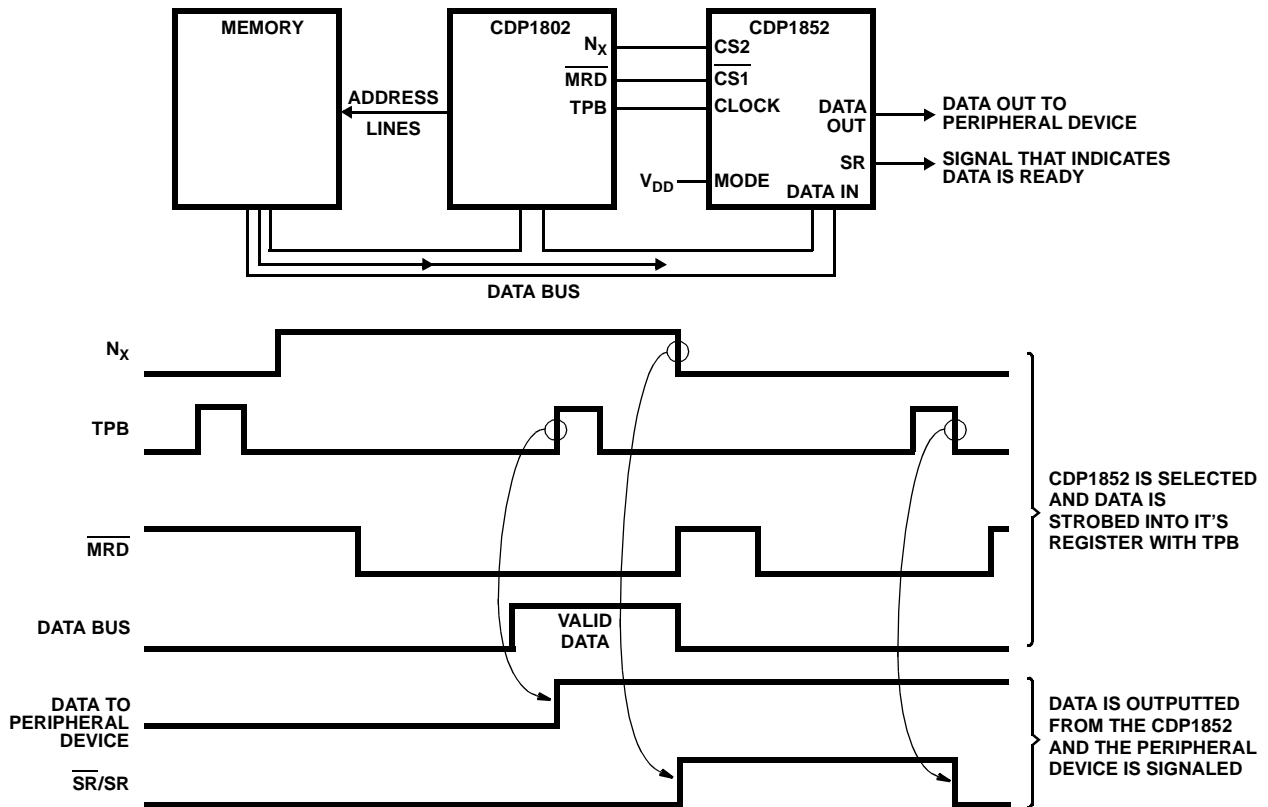 MEMORY
CDP1802
CDP1852
NX
CS2
MRD
CS1
TPB
CLOCK
ADDRESS
LINES
DATA
OUT
DATA OUT TO
PERIPHERAL DEVICE
SR
SIGNAL THAT INDICATES
DATA IS READY
VDD
MODE
DATA IN
DATA BUS
NX
TPB
MRD
DATA BUS
VALID
DATA
CDP1852 IS SELECTED
AND DATA IS
STROBED INTO IT'S
REGISTER WITH TPB
DATA TO
PERIPHERAL
DEVICE
SR/SR
DATA IS OUTPUTTED
FROM THE CDP1852
AND THE PERIPHERAL
DEVICE IS SIGNALED